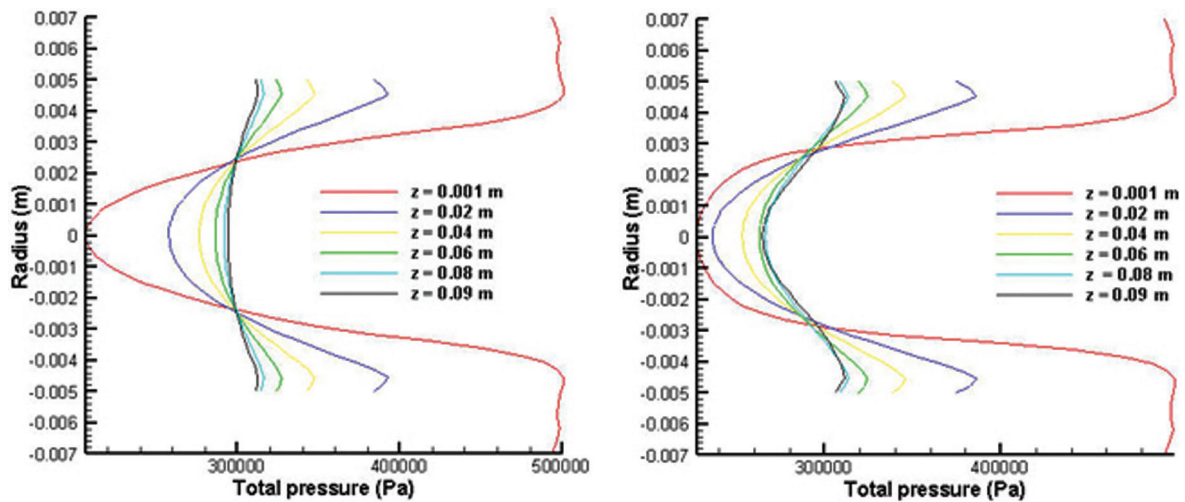 0.007
0.006
0.005
0.004
0.003
0.002
0.001
0
-0.001
-0.002
-0.003
-0.004
-0.005
-0.006
-0.007
Radius (m)
300000
400000
500000
Total pressure (Pa)
z = 0.001 m
z = 0.02 m
z = 0.04 m
z = 0.06 m
z = 0.08 m
z = 0.09 m
0.007
0.006
0.005
0.004
0.003
0.002
0.001
0
-0.001
-0.002
-0.003
-0.004
-0.005
-0.006
-0.007
Radius (m)
300000
400000
Total pressure (Pa)
z = 0.001 m
z = 0.02 m
z = 0.04 m
z = 0.06 m
z = 0.08 m
z = 0.09 m